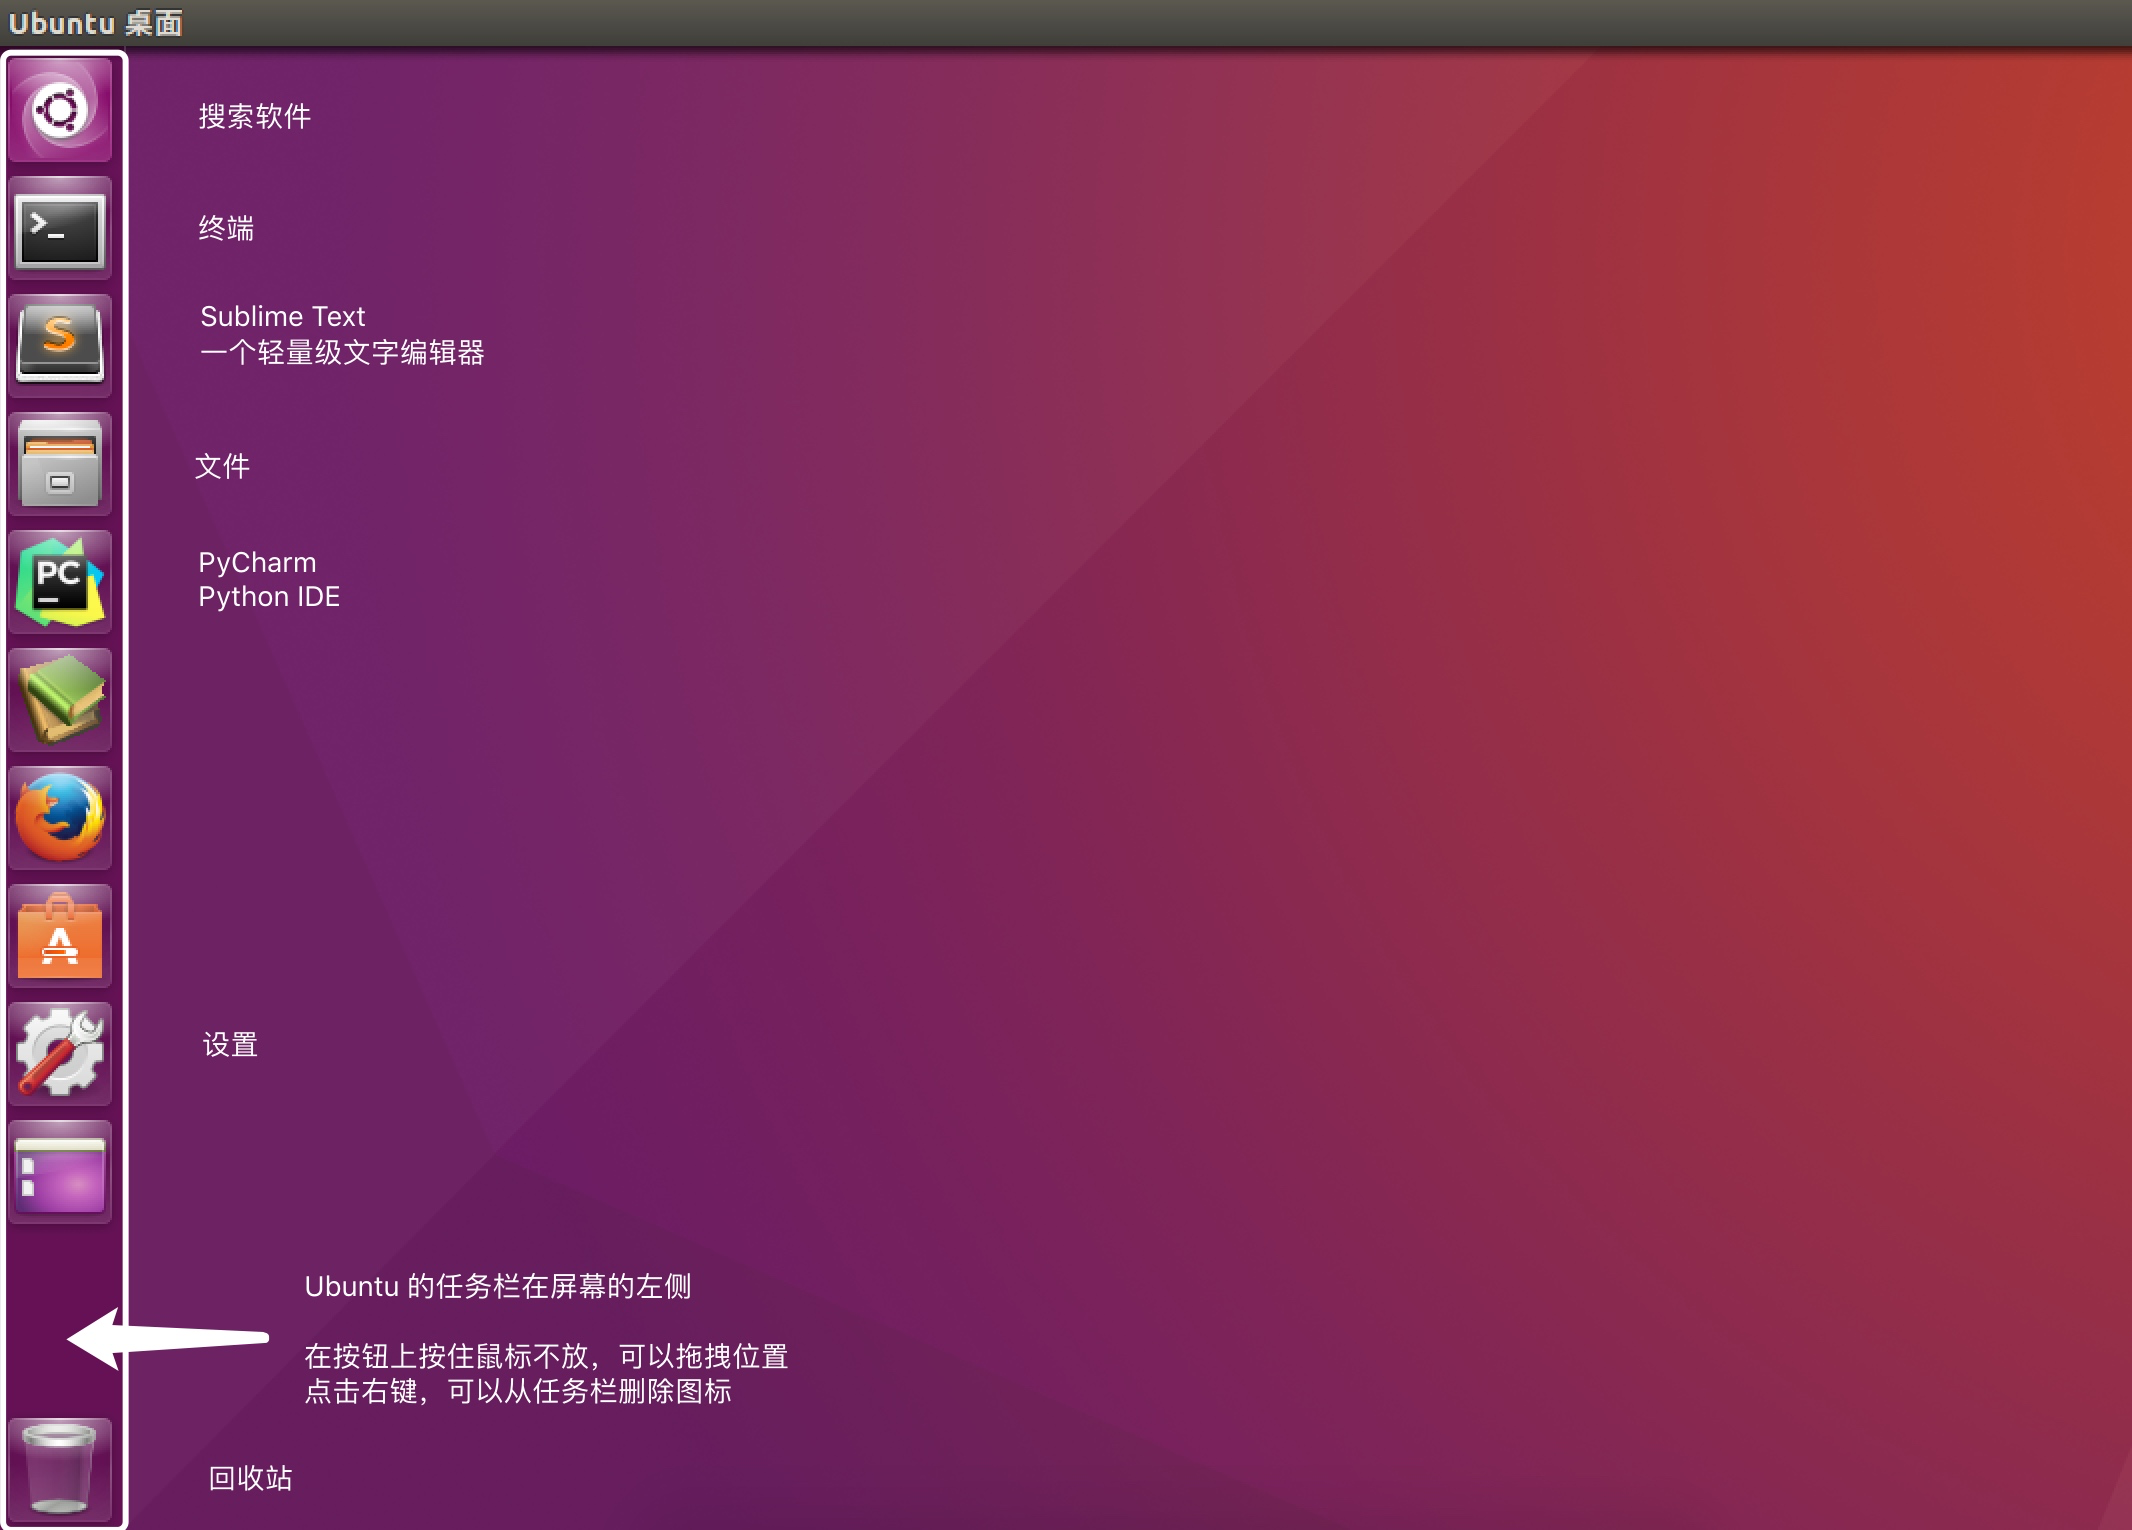 Ubuntu 桌面
搜索软件
>_
终端
Sublime Text
一个轻量级文字编辑器
S
文件
PyCharm
Python IDE
PC
A
设置
Ubuntu 的任务栏在屏幕的左侧
在按钮上按住鼠标不放，可以拖拽位置
点击右键，可以从任务栏删除图标
回收站